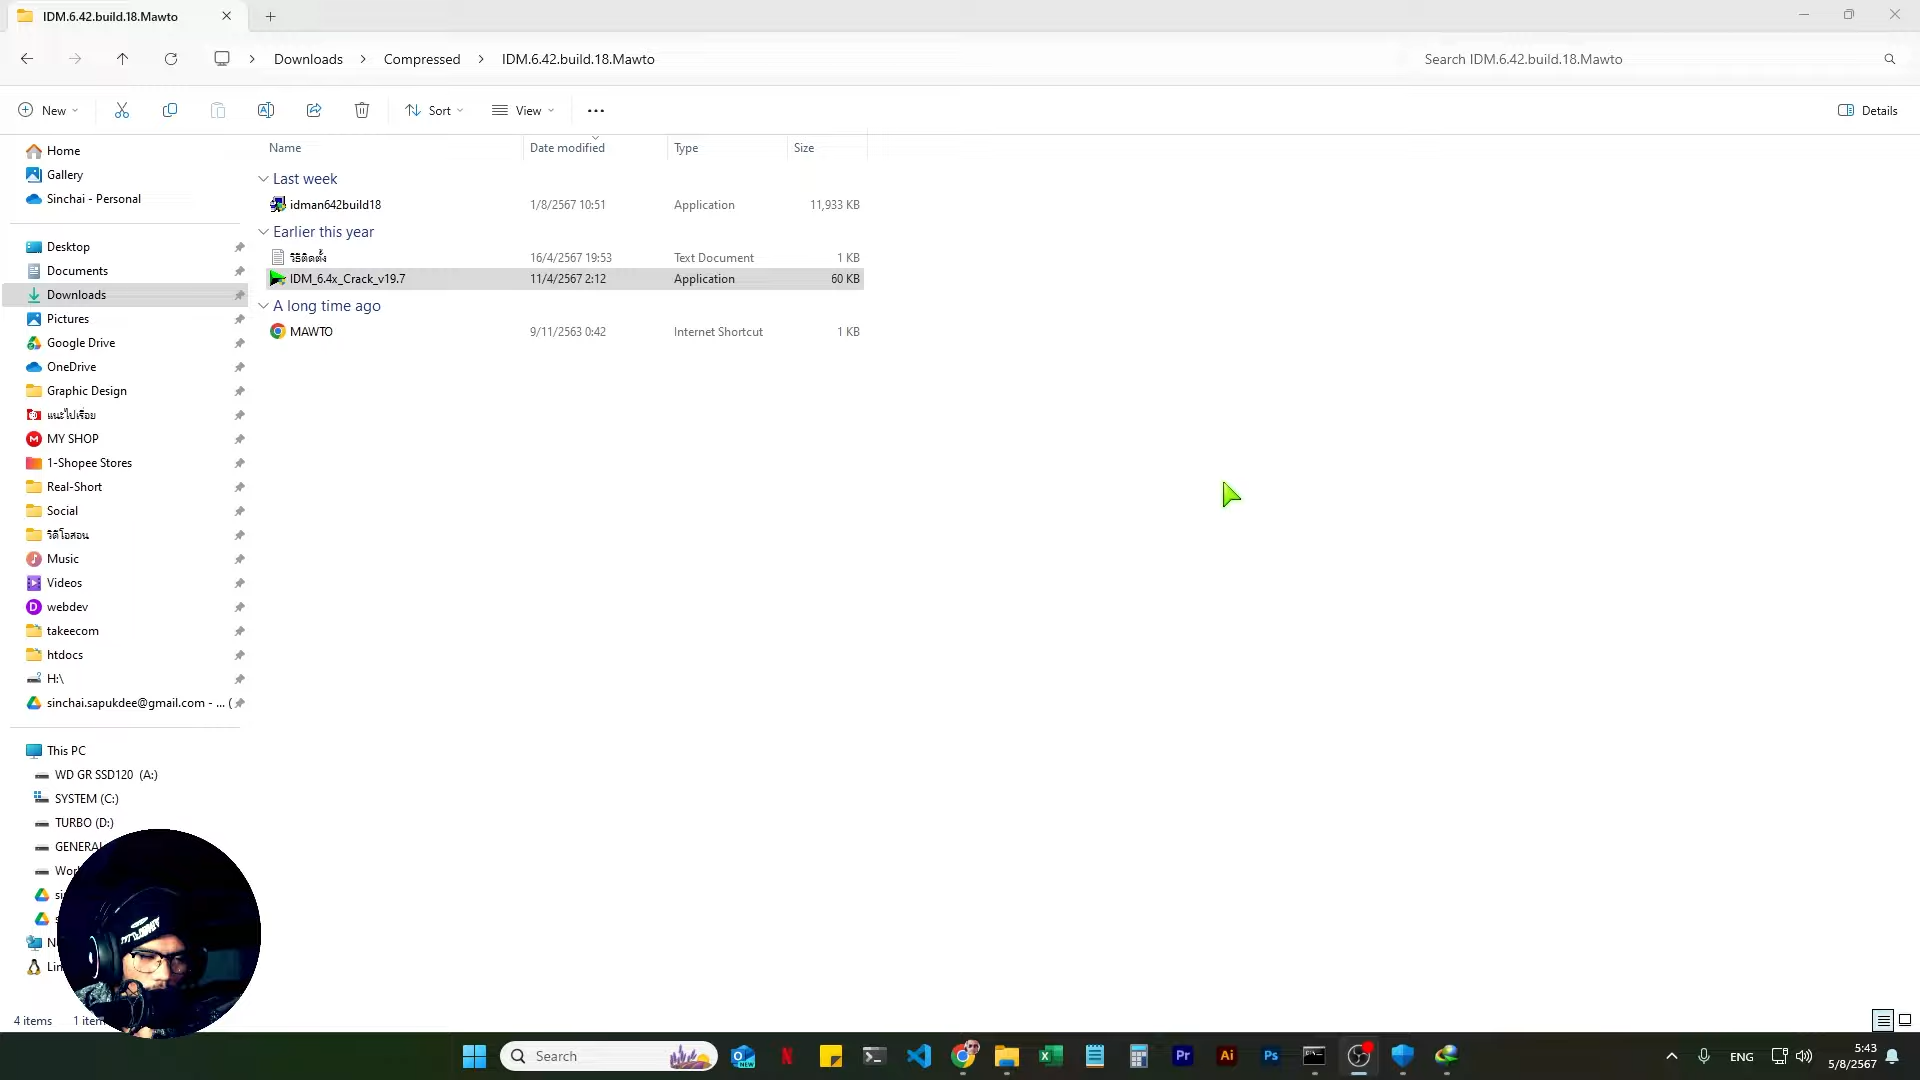 IDM.6.42.build.18.Mawto
Downloads
Compressed
IDM.6.42.build.18.Mawto
Search IDM.6.42.build.18.Mawto
New
Sort
View
Details
Name
Date modified
Type
Size
Last week
idman642build18
1/8/2567 10:51
Application
11,933 KB
Earlier this year
วิธีติดตั้ง
16/4/2567 19:53
Text Document
1 KB
IDM_6.4x_Crack_v19.7
11/4/2567 2:12
Application
60 KB
A long time ago
MAWTO
9/11/2563 0:42
Internet Shortcut
1 KB
Home
Gallery
Sinchai - Personal
Desktop
Documents
Downloads
Pictures
Google Drive
OneDrive
Graphic Design
แนะไปเรื่อย
MY SHOP
1-Shopee Stores
Real-Short
Social
วิดีโอสอน
Music
Videos
webdev
takeecom
htdocs
H:\
sinchai.sapukdee@gmail.com - ... (
This PC
WD GR SSD120 (A:)
SYSTEM (C:)
TURBO (D:)
GENERAL
4 items
Search
ENG
5:43
5/8/2567